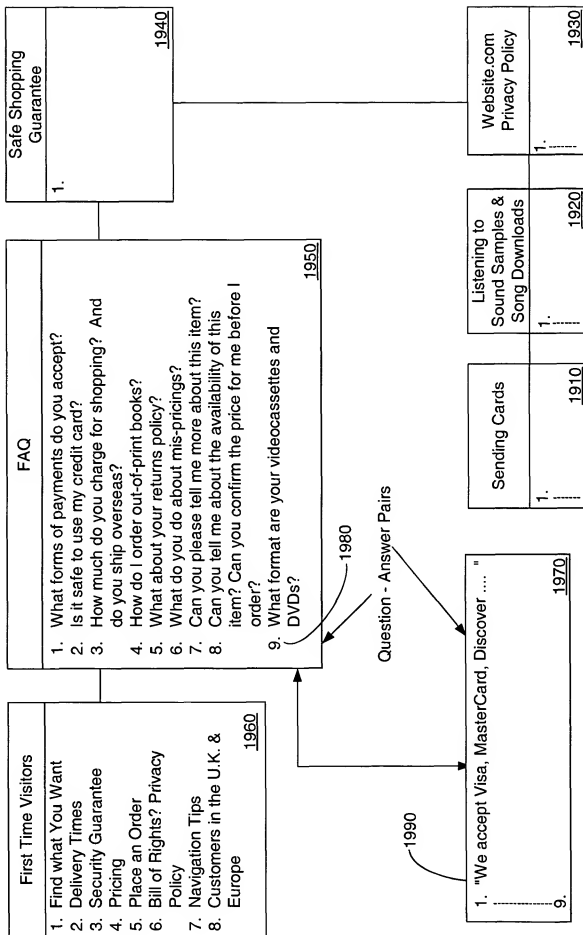 First Time Visitors
1. Find what You Want
2. Delivery Times
3. Security Guarantee
4. Pricing
5. Place an Order
6. Bill of Rights? Privacy
Policy
7. Navigation Tips
8. Customers in the U.K. &
Europe
1960
FAQ
1. What forms of payments do you accept?
2. Is it safe to use my credit card?
3. How much do you charge for shopping? And
do you ship overseas?
4. How do I order out-of-print books?
5. What about your returns policy?
6. What do you do about mis-pricings?
7. Can you please tell me more about this item?
8. Can you tell me about the availability of this
item? Can you confirm the price for me before I
order?
9. What format are your videocassettes and
DVDs?
1950
Safe Shopping
Guarantee
1.
1940
1980
Question - Answer Pairs
1990
1. "We accept Visa, MasterCard, Discover .... "
9.
1970
Sending Cards
1.
1910
Listening to
Sound Samples &
Song Downloads
1.
1920
Website.com
Privacy Policy
1.
1930